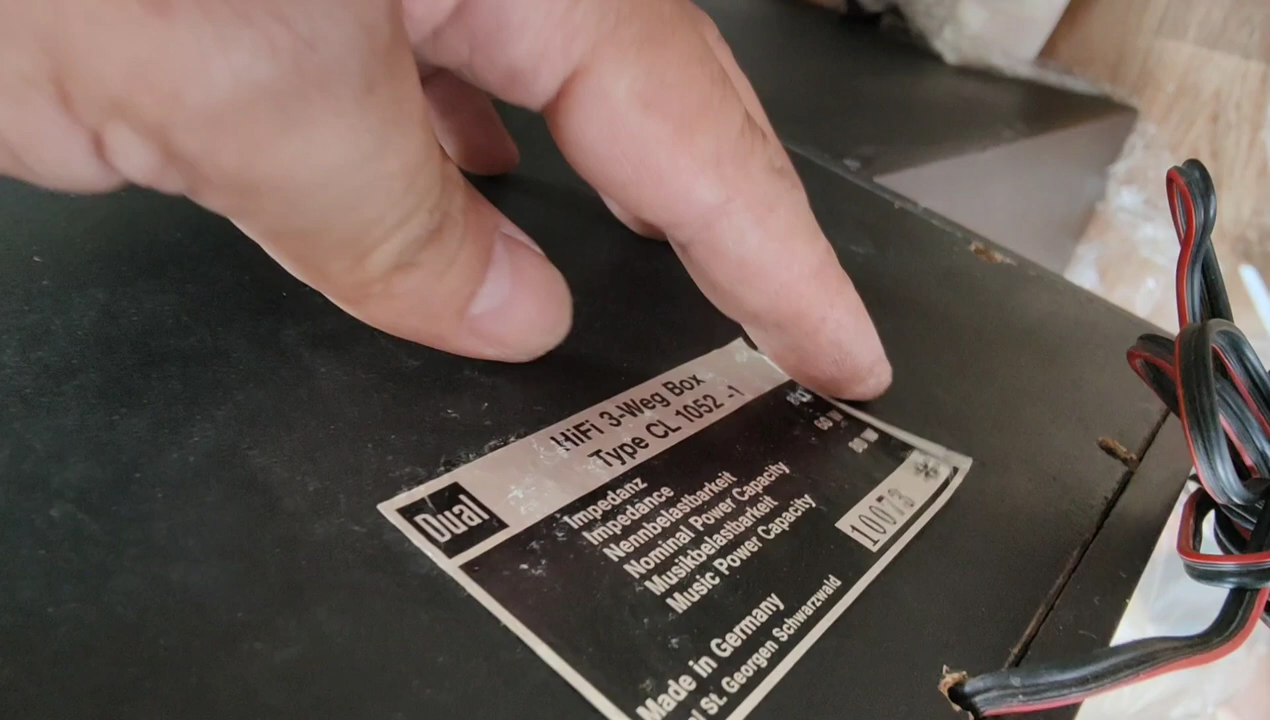 HiFi 3-Weg Box
Type CL 1052 -1
Dual
Impedanz
Impedance
Nennbelastbarkeit
Nominal Power Capacity
Musikbelastbarkeit
Music Power Capacity
10073
Made in Germany
St. Georgen Schwarzwald